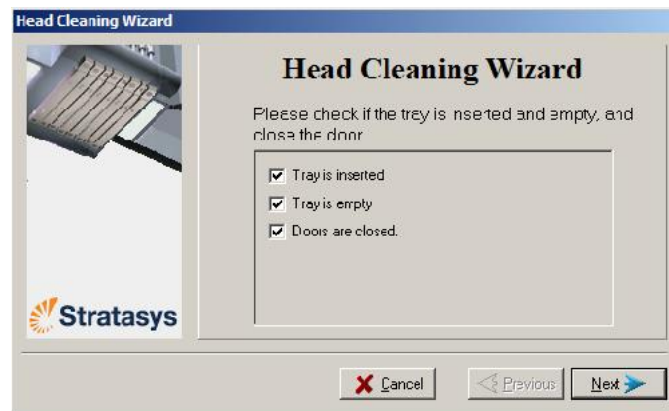 Head Cleaning Wizard
Head Cleaning Wizard
Please check if the tray is inserted and empty, and
close the door
Tray is inserted
Tray is empty
Doors are closed.
Stratasys
Cancel
Previous
Next